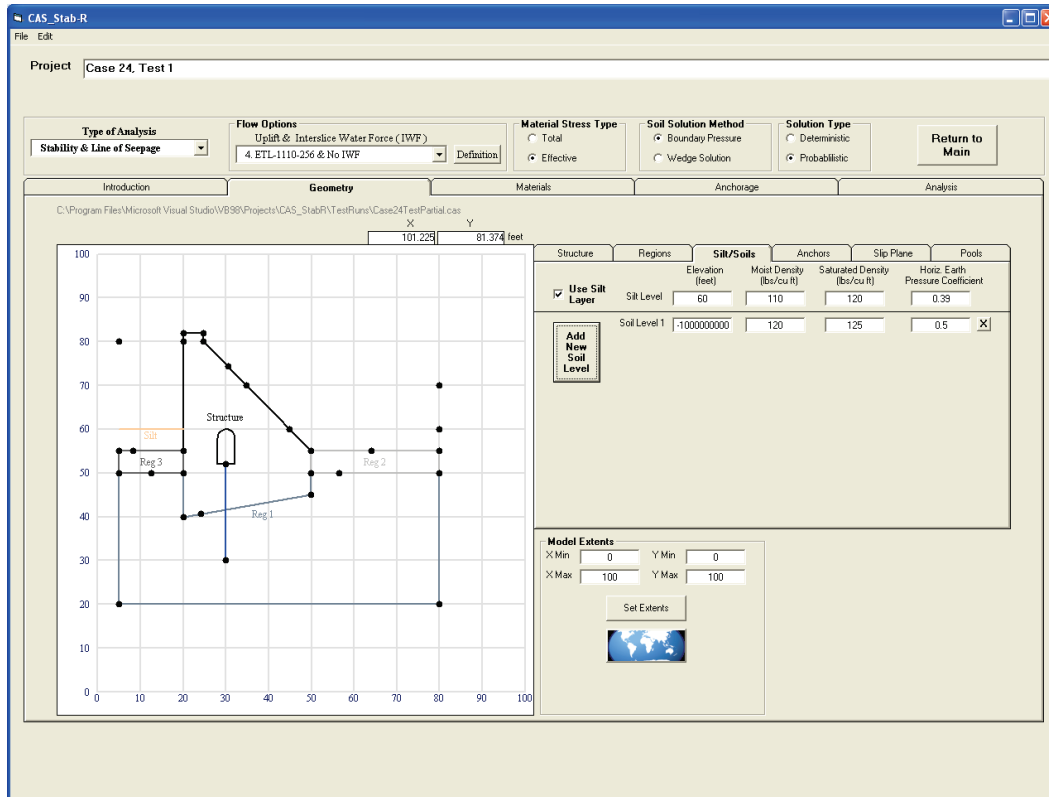 CAS_Stab-R
File Edit
Project Case 24, Test 1
Type of Analysis
Stability & Line of Seepage
Flow Options
Uplift & Interslice Water Force ( IWF )
4. ETL-1110-256 & No IWF
Definition
Material Stress Type
Total
Effective
Soil Solution Method
Boundary Pressure
Wedge Solution
Solution Type
Deterministic
Probablilistic
Return to
Main
Introduction Geometry Materials Anchorage Analysis
C:\Program Files\Microsoft Visual Studio\VB98\Projects\CAS_StabR\TestRuns\Case24TestPartial.cas
X Y
101.225 81.374 feet
100
90
80
70
60
50
40
30
20
10
0
0 10 20 30 40 50 60 70 80 90 100
Structure
Silt
Reg 3
Reg 2
Reg 1
Structure Regions Silt/Soils Anchors Slip Plane Pools
Elevation
(feet)
Moist Density
(lbs/cu ft)
Saturated Density
(lbs/cu ft)
Horiz. Earth
Pressure Coefficient
Use Silt
Layer
Silt Level 60 110 120 0.39
Soil Level 1 -1000000000 120 125 0.5 X
Add
New
Soil
Level
Model Extents
X Min 0 Y Min 0
X Max 100 Y Max 100
Set Extents